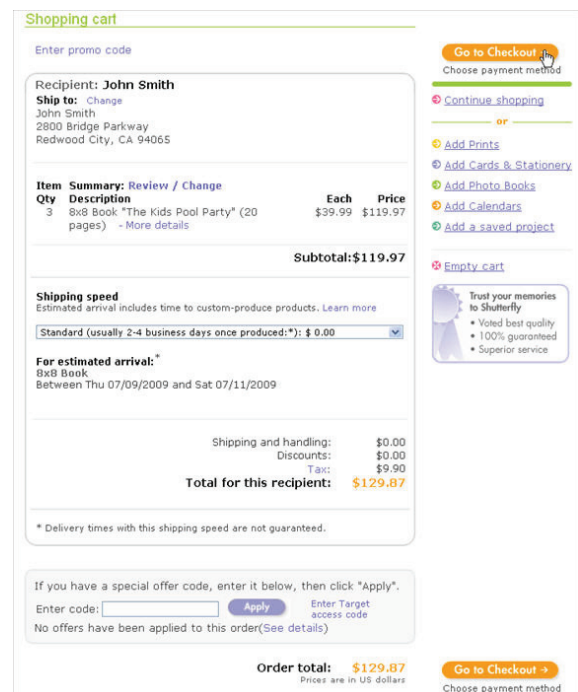 Shopping cart
Enter promo code
Go to Checkout
Choose payment method
Recipient: John Smith
Ship to: Change
John Smith
2800 Bridge Parkway
Redwood City, CA 94065
Continue shopping
or
Add Prints
Add Cards & Stationery
Add Photo Books
Add Calendars
Add a saved project
Empty cart
Trust your memories
to Shutterfly
• Voted best quality
• 100% guaranteed
• Superior service
Item Summary: Review / Change
Qty Description Each Price
3 8x8 Book "The Kids Pool Party" (20 $39.99 $119.97
pages) - More details
Subtotal:$119.97
Shipping speed
Estimated arrival includes time to custom-produce products. Learn more
Standard (usually 2-4 business days once produced:*): $ 0.00
For estimated arrival:*
8x8 Book
Between Thu 07/09/2009 and Sat 07/11/2009
Shipping and handling: $0.00
Discounts: $0.00
Tax: $9.90
Total for this recipient: $129.87
* Delivery times with this shipping speed are not guaranteed.
If you have a special offer code, enter it below, then click "Apply".
Enter code: Apply Enter Target
access code
No offers have been applied to this order(See details)
Order total: $129.87
Prices are in US dollars
Go to Checkout →
Choose payment method